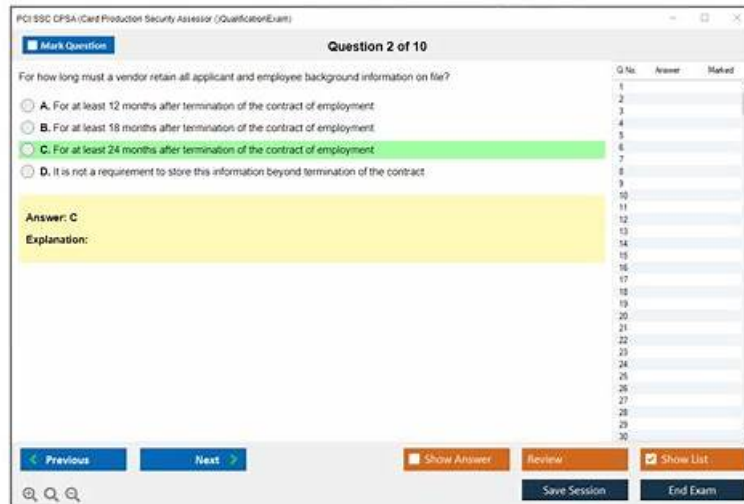 PCI SSC CPSA (Card Production Security Assessor ()QualificationExam)
Mark Question
Question 2 of 10
For how long must a vendor retain all applicant and employee background information on file?
A. For at least 12 months after termination of the contract of employment
B. For at least 18 months after termination of the contract of employment
C. For at least 24 months after termination of the contract of employment
D. It is not a requirement to store this information beyond termination of the contract
Answer: C
Explanation:
Q No. Answer Marked
1
2
3
4
5
6
7
8
9
10
11
12
13
14
15
16
17
18
19
20
21
22
23
24
25
26
27
28
29
30
Previous Next Show Answer Review Show List
Save Session End Exam